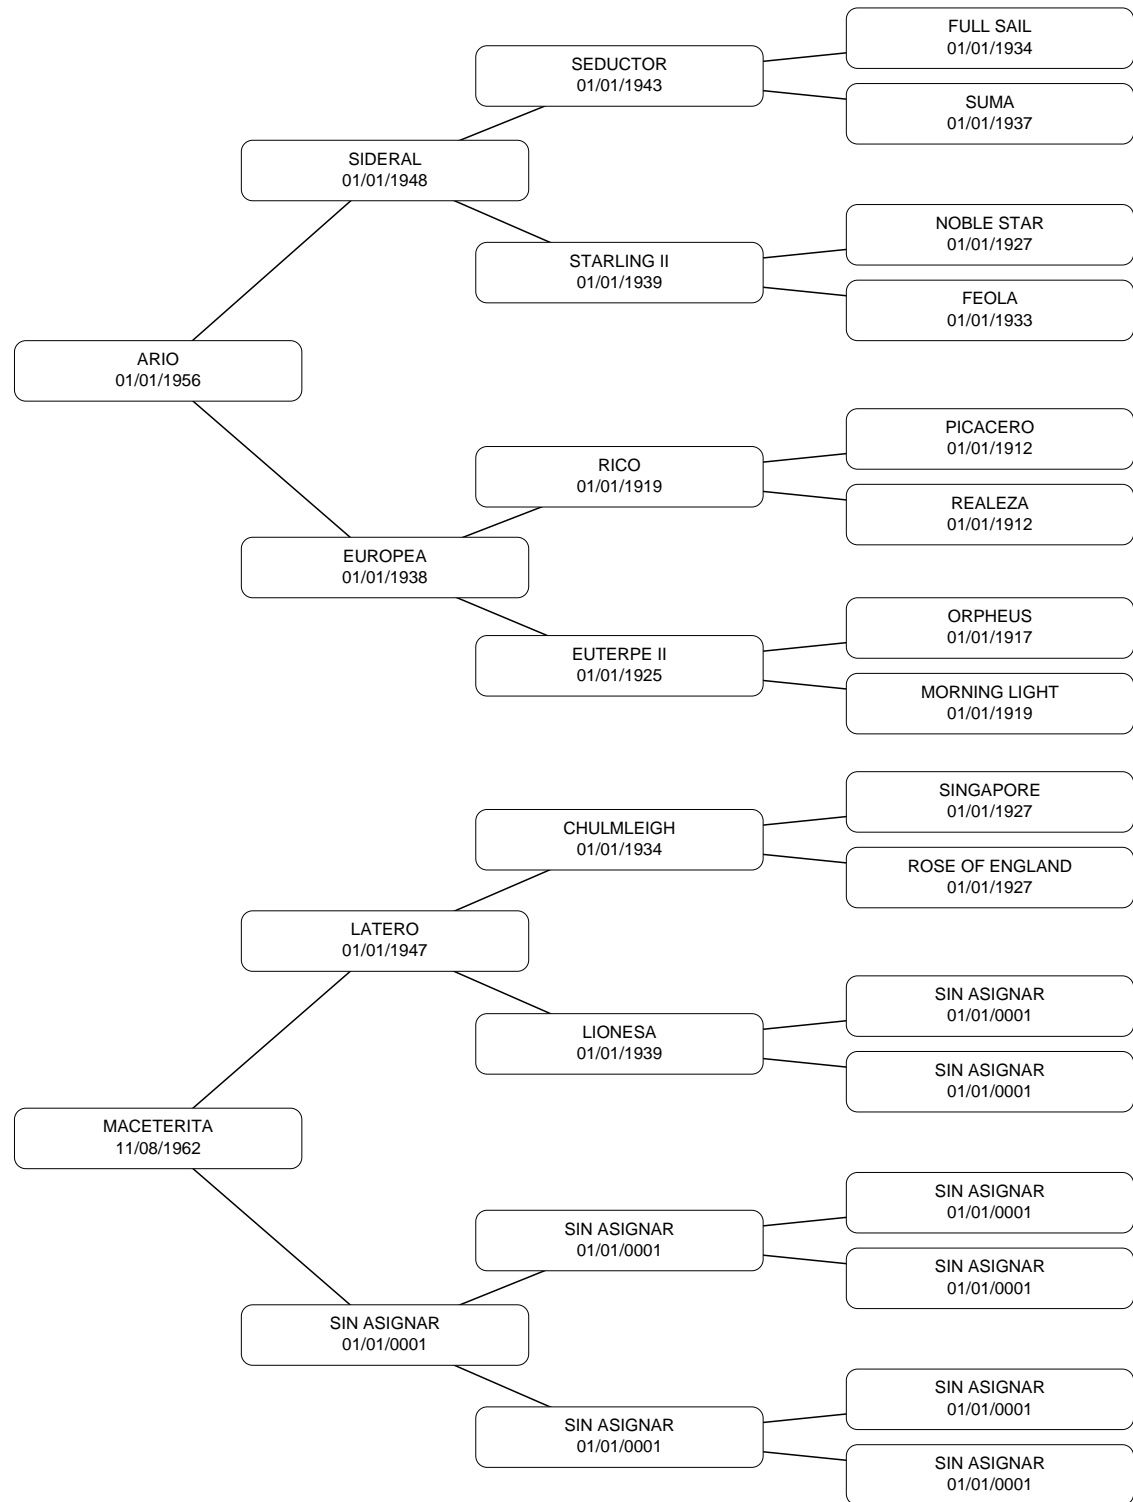 FULL SAIL
01/01/1934
SEDUCTOR
01/01/1943
SUMA
01/01/1937
SIDERAL
01/01/1948
NOBLE STAR
01/01/1927
STARLING II
01/01/1939
FEOLA
01/01/1933
ARIO
01/01/1956
PICACERO
01/01/1912
RICO
01/01/1919
REALEZA
01/01/1912
EUROPEA
01/01/1938
ORPHEUS
01/01/1917
EUTERPE II
01/01/1925
MORNING LIGHT
01/01/1919
SINGAPORE
01/01/1927
CHULMLEIGH
01/01/1934
ROSE OF ENGLAND
01/01/1927
LATERO
01/01/1947
SIN ASIGNAR
01/01/0001
LIONESA
01/01/1939
SIN ASIGNAR
01/01/0001
MACETERITA
11/08/1962
SIN ASIGNAR
01/01/0001
SIN ASIGNAR
01/01/0001
SIN ASIGNAR
01/01/0001
SIN ASIGNAR
01/01/0001
SIN ASIGNAR
01/01/0001
SIN ASIGNAR
01/01/0001
SIN ASIGNAR
01/01/0001